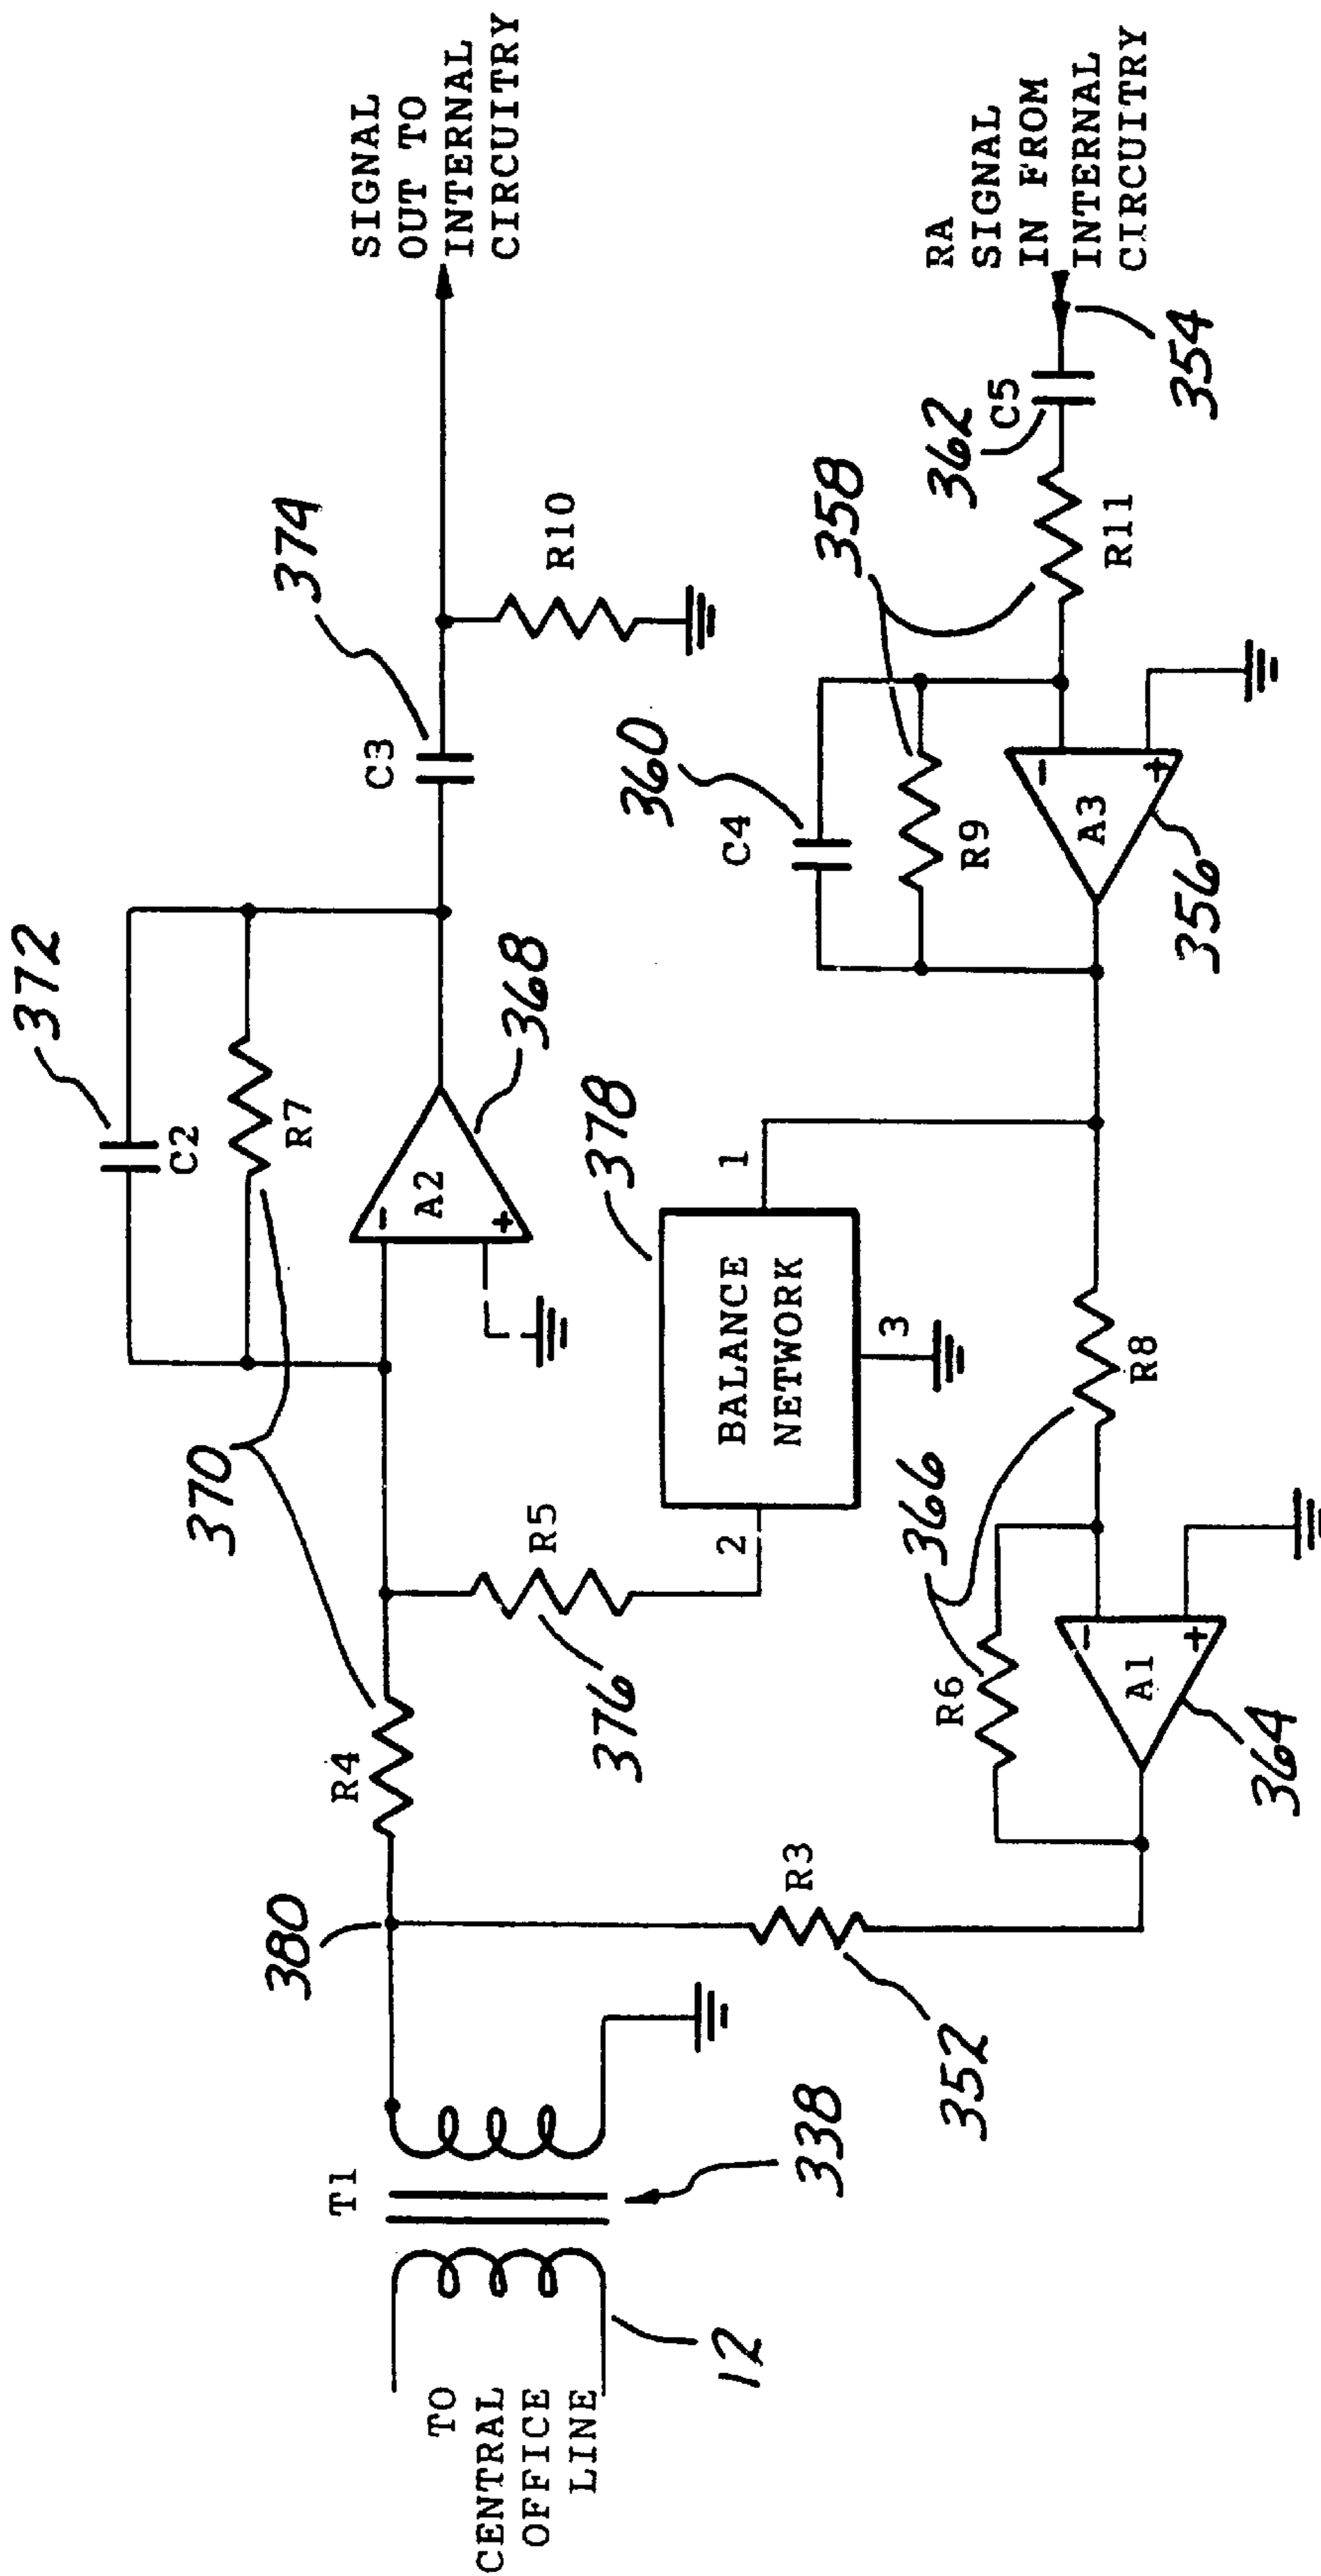 SIGNAL
OUT TO
INTERNAL
CIRCUITRY
374
C3
R10
372
C2
R7
370
A2
-
+
368
R4
R5
376
380
T1
338
TO
CENTRAL
OFFICE
LINE
12
R3
352
378
BALANCE
NETWORK
1
2
3
RA
SIGNAL
IN FROM
INTERNAL
CIRCUITRY
354
C5
362
R11
358
360
C4
R9
A3
-
+
356
R8
366
R6
A1
-
+
364